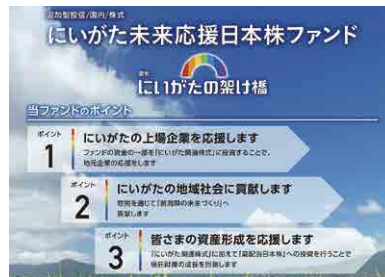 追加型投信/国内/株式
にいがた未来応援日本株ファンド
愛称
にいがたの架け橋
当ファンドのポイント
ポイント
1
にいがたの上場企業を応援します
ファンドの資金の一部を「にいがた関連株式」に投資することで、
地元企業の応援をします
ポイント
2
にいがたの地域社会に貢献します
寄附を通じて「新潟県の未来づくり」へ
貢献します
ポイント
3
皆さまの資産形成を応援します
「にいがた関連株式」に加えて「高配当日本株」への投資を行うことで
信託財産の成長を目指します